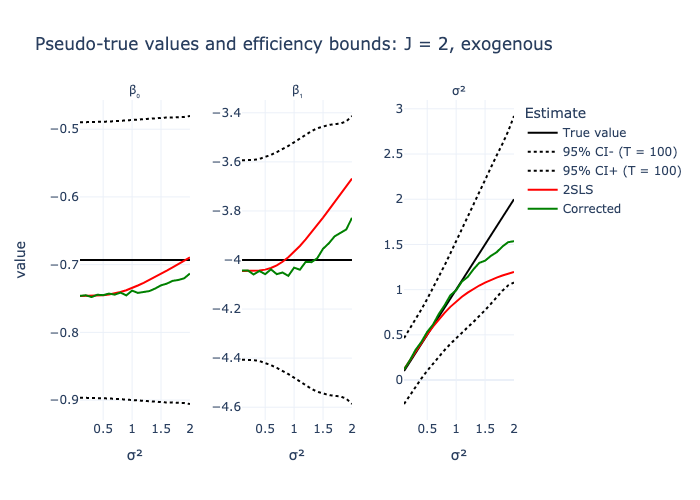 Pseudo-true values and efficiency bounds: J = 2, exogenous
β₀
β₁
σ²
value
−0.5
−0.6
−0.7
−0.8
−0.9
0.5 1 1.5 2
σ²
−3.4
−3.6
−3.8
−4
−4.2
−4.4
−4.6
0.5 1 1.5 2
σ²
3
2.5
2
1.5
1
0.5
0
0.5 1 1.5 2
σ²
Estimate
True value
95% CI- (T = 100)
95% CI+ (T = 100)
2SLS
Corrected